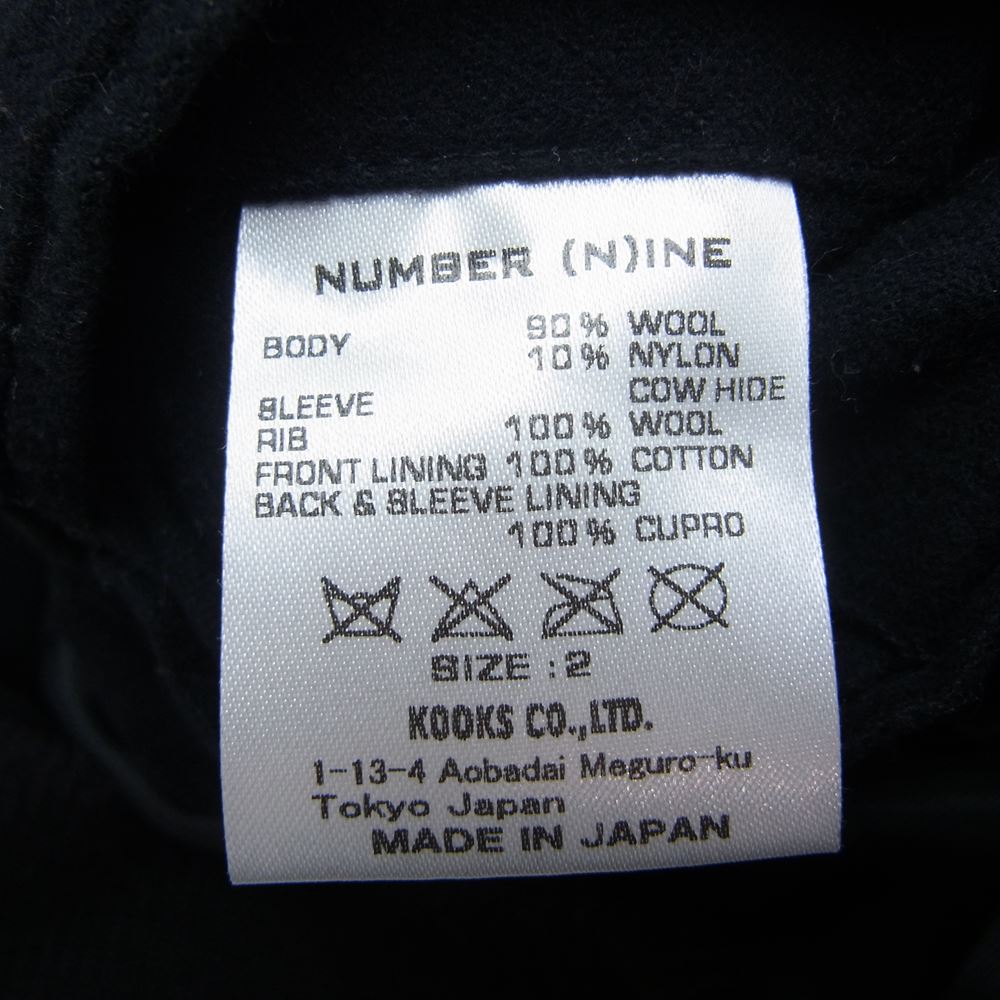 NUMBER (N)INE
BODY 90% WOOL
10% NYLON
SLEEVE COW HIDE
RIB 100% WOOL
FRONT LINING 100% COTTON
BACK & SLEEVE LINING
100% CUPRO
SIZE : 2
KOOKS CO.,LTD.
1-13-4 Aobadai Meguro-ku
Tokyo Japan
MADE IN JAPAN